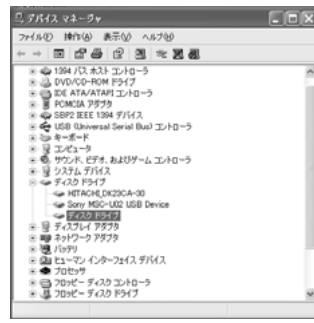 デバイス マネージャ
ファイル(F) 操作(A) 表示(V) ヘルプ(H)
1394 バス ホスト コントローラ
DVD/CD-ROM ドライブ
IDE ATA/ATAPI コントローラ
PCMCIA アダプタ
SBP2 IEEE 1394 デバイス
USB (Universal Serial Bus) コントローラ
キーボード
コンピュータ
サウンド、ビデオ、およびゲーム コントローラ
システム デバイス
ディスク ドライブ
HITACHI_DK23CA-30
Sony MSC-U02 USB Device
ディスク ドライブ
ディスプレイ アダプタ
ネットワーク アダプタ
バッテリ
ヒューマン インターフェイス デバイス
プロセッサ
フロッピー ディスク コントローラ
フロッピー ディスク ドライブ